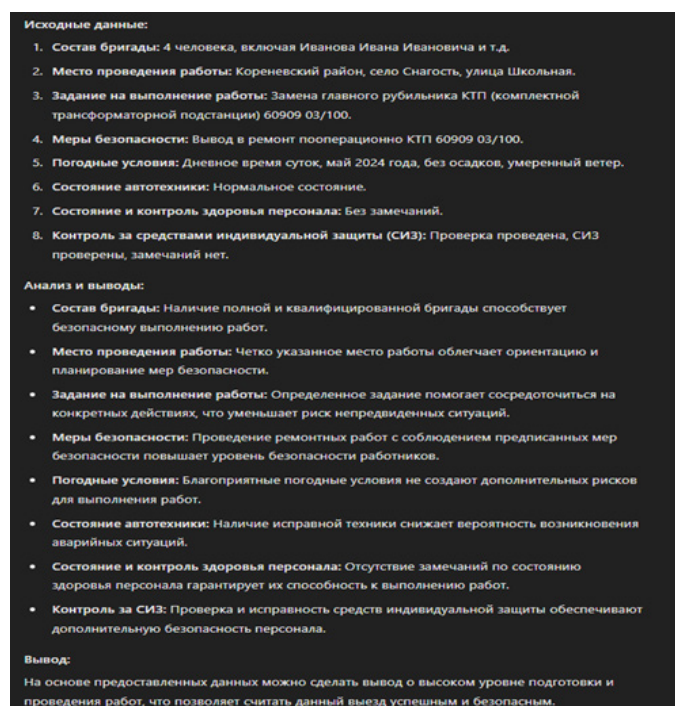 Исходные данные:
1. Состав бригады: 4 человека, включая Иванова Ивана Ивановича и т.д.
2. Место проведения работы: Кореневский район, село Снагость, улица Школьная.
3. Задание на выполнение работы: Замена главного рубильника КТП (комплектной
трансформаторной подстанции) 60909 03/100.
4. Меры безопасности: Вывод в ремонт пооперационно КТП 60909 03/100.
5. Погодные условия: Дневное время суток, май 2024 года, без осадков, умеренный ветер.
6. Состояние автотехники: Нормальное состояние.
7. Состояние и контроль здоровья персонала: Без замечаний.
8. Контроль за средствами индивидуальной защиты (СИЗ): Проверка проведена, СИЗ
проверены, замечаний нет.
Анализ и выводы:
• Состав бригады: Наличие полной и квалифицированной бригады способствует
безопасному выполнению работ.
• Место проведения работы: Четко указанное место работы облегчает ориентацию и
планирование мер безопасности.
• Задание на выполнение работы: Определенное задание помогает сосредоточиться на
конкретных действиях, что уменьшает риск непредвиденных ситуаций.
• Меры безопасности: Проведение ремонтных работ с соблюдением предписанных мер
безопасности повышает уровень безопасности работников.
• Погодные условия: Благоприятные погодные условия не создают дополнительных рисков
для выполнения работ.
• Состояние автотехники: Наличие исправной техники снижает вероятность возникновения
аварийных ситуаций.
• Состояние и контроль здоровья персонала: Отсутствие замечаний по состоянию
здоровья персонала гарантирует их способность к выполнению работ.
• Контроль за СИЗ: Проверка и исправность средств индивидуальной защиты обеспечивают
дополнительную безопасность персонала.
Вывод:
На основе предоставленных данных можно сделать вывод о высоком уровне подготовки и
проведения работ, что позволяет считать данный выезд успешным и безопасным.